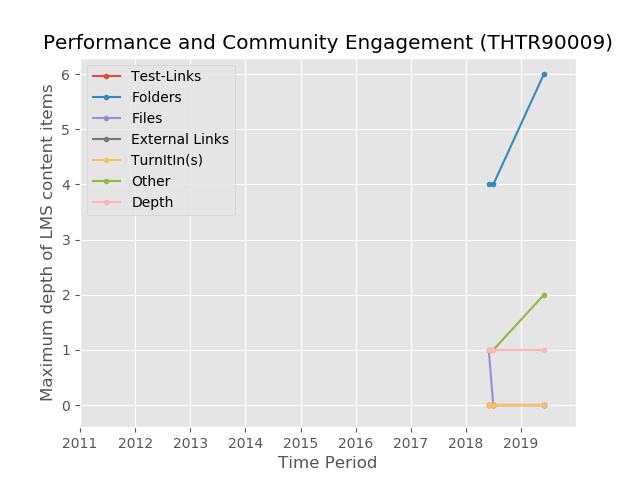 Performance and Community Engagement (THTR90009)
Maximum depth of LMS content items
6
5
4
3
2
1
0
Test-Links
Folders
Files
External Links
TurnItIn(s)
Other
Depth
2011 2012 2013 2014 2015 2016 2017 2018 2019
Time Period